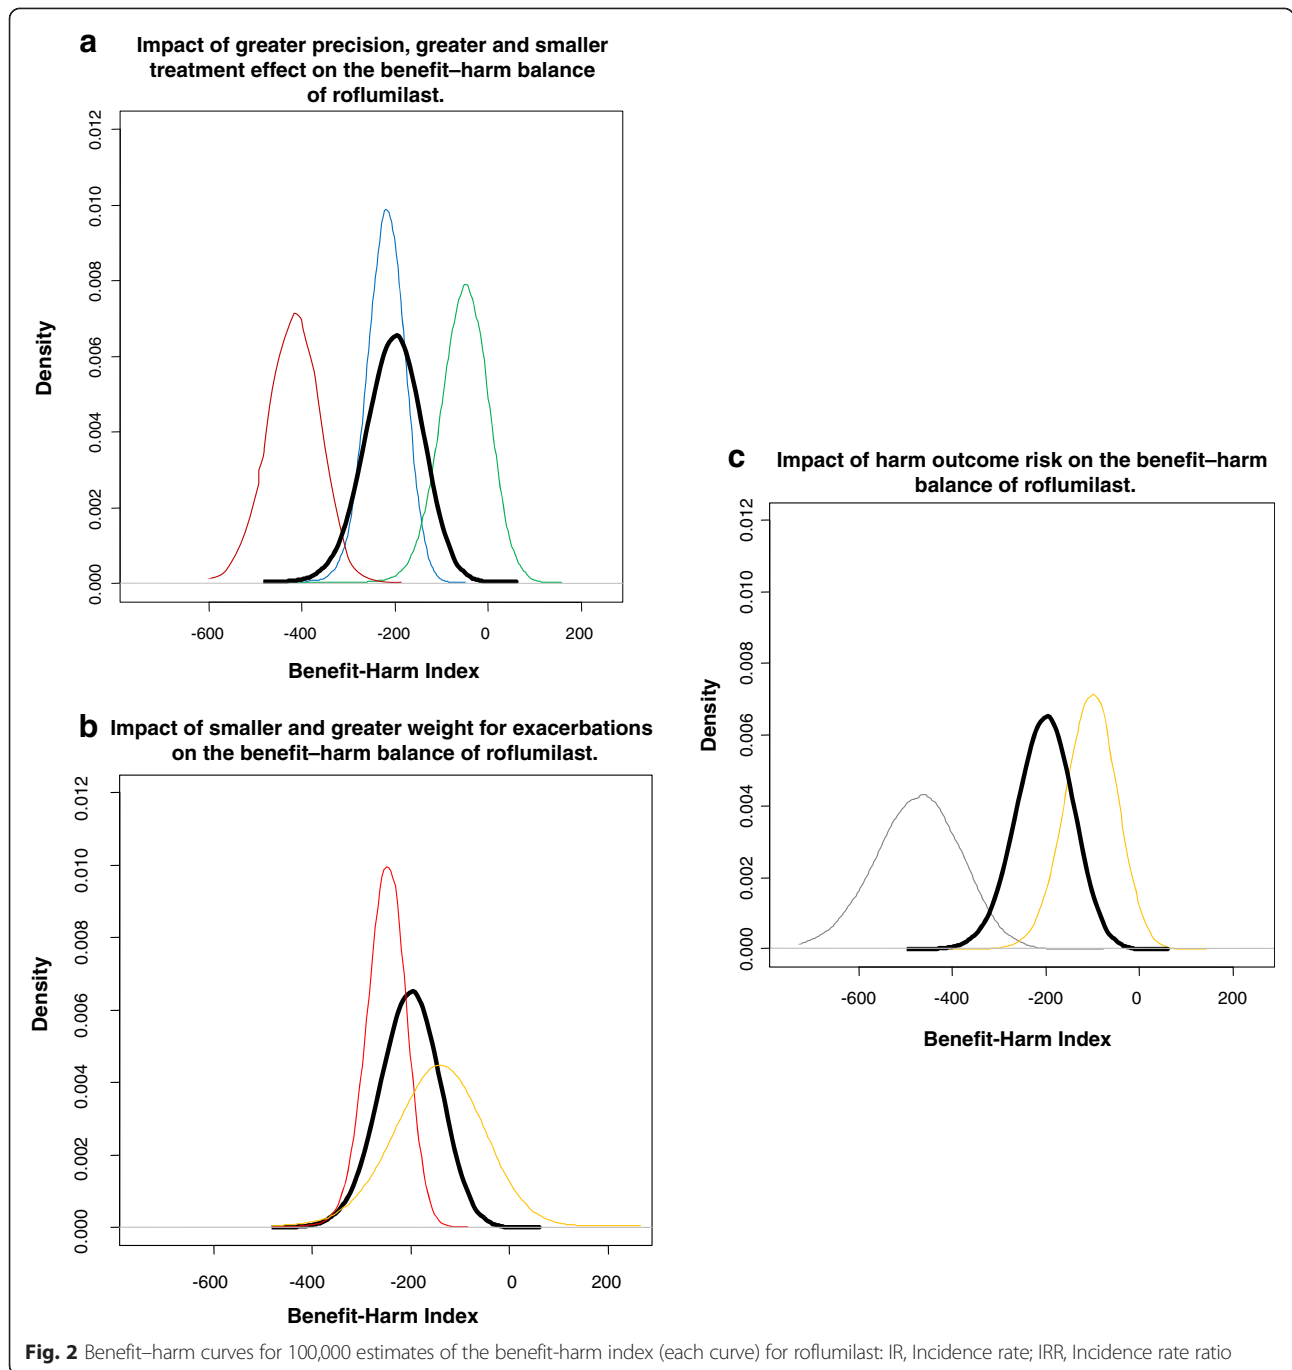 a
Impact of greater precision, greater and smaller
treatment effect on the benefit–harm balance
of roflumilast.
0.012
0.010
0.008
0.006
0.004
0.002
0.000
Density
-600 -400 -200 0 200
Benefit-Harm Index
b
Impact of smaller and greater weight for exacerbations
on the benefit–harm balance of roflumilast.
0.012
0.010
0.008
0.006
0.004
0.002
0.000
Density
-600 -400 -200 0 200
Benefit-Harm Index
c
Impact of harm outcome risk on the benefit–harm
balance of roflumilast.
0.012
0.010
0.008
0.006
0.004
0.002
0.000
Density
-600 -400 -200 0 200
Benefit-Harm Index
Fig. 2 Benefit–harm curves for 100,000 estimates of the benefit-harm index (each curve) for roflumilast: IR, Incidence rate; IRR, Incidence rate ratio